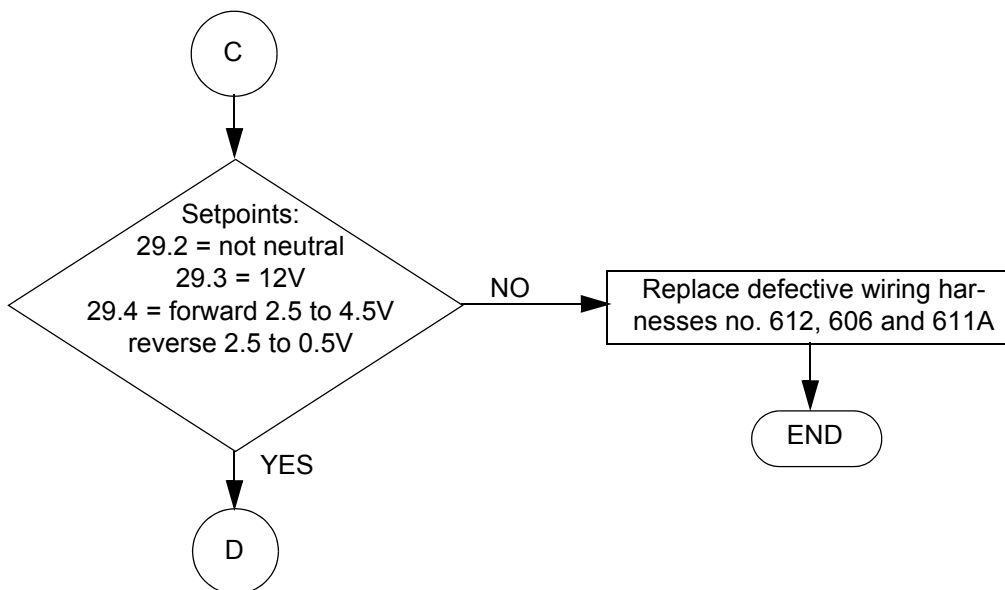 C
Setpoints:
29.2 = not neutral
29.3 = 12V
29.4 = forward 2.5 to 4.5V
reverse 2.5 to 0.5V
NO
Replace defective wiring har-
nesses no. 612, 606 and 611A
END
YES
D